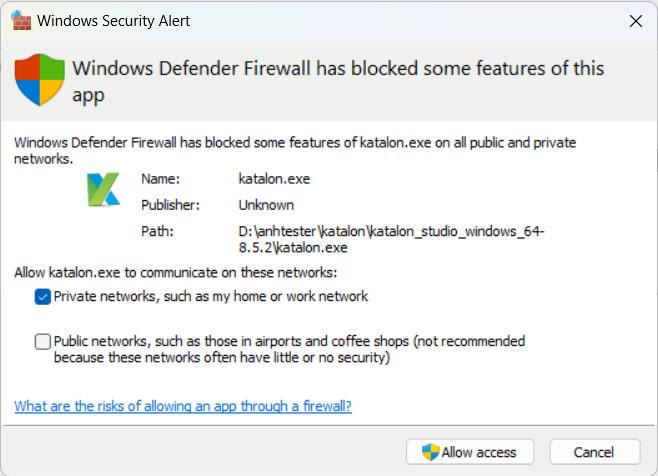 Windows Security Alert
Windows Defender Firewall has blocked some features of this
app
Windows Defender Firewall has blocked some features of katalon.exe on all public and private
networks.
Name: katalon.exe
Publisher: Unknown
Path: D:\anhtester\katalon\katalon_studio_windows_64-
8.5.2\katalon.exe
Allow katalon.exe to communicate on these networks:
Private networks, such as my home or work network
Public networks, such as those in airports and coffee shops (not recommended
because these networks often have little or no security)
What are the risks of allowing an app through a firewall?
Allow access Cancel